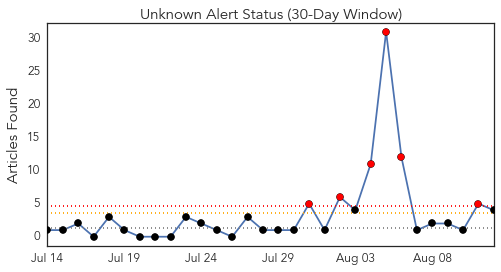 Unknown Alert Status (30-Day Window)
Articles Found
30
25
20
15
10
5
0
Jul 14 Jul 19 Jul 24 Jul 29 Aug 03 Aug 08